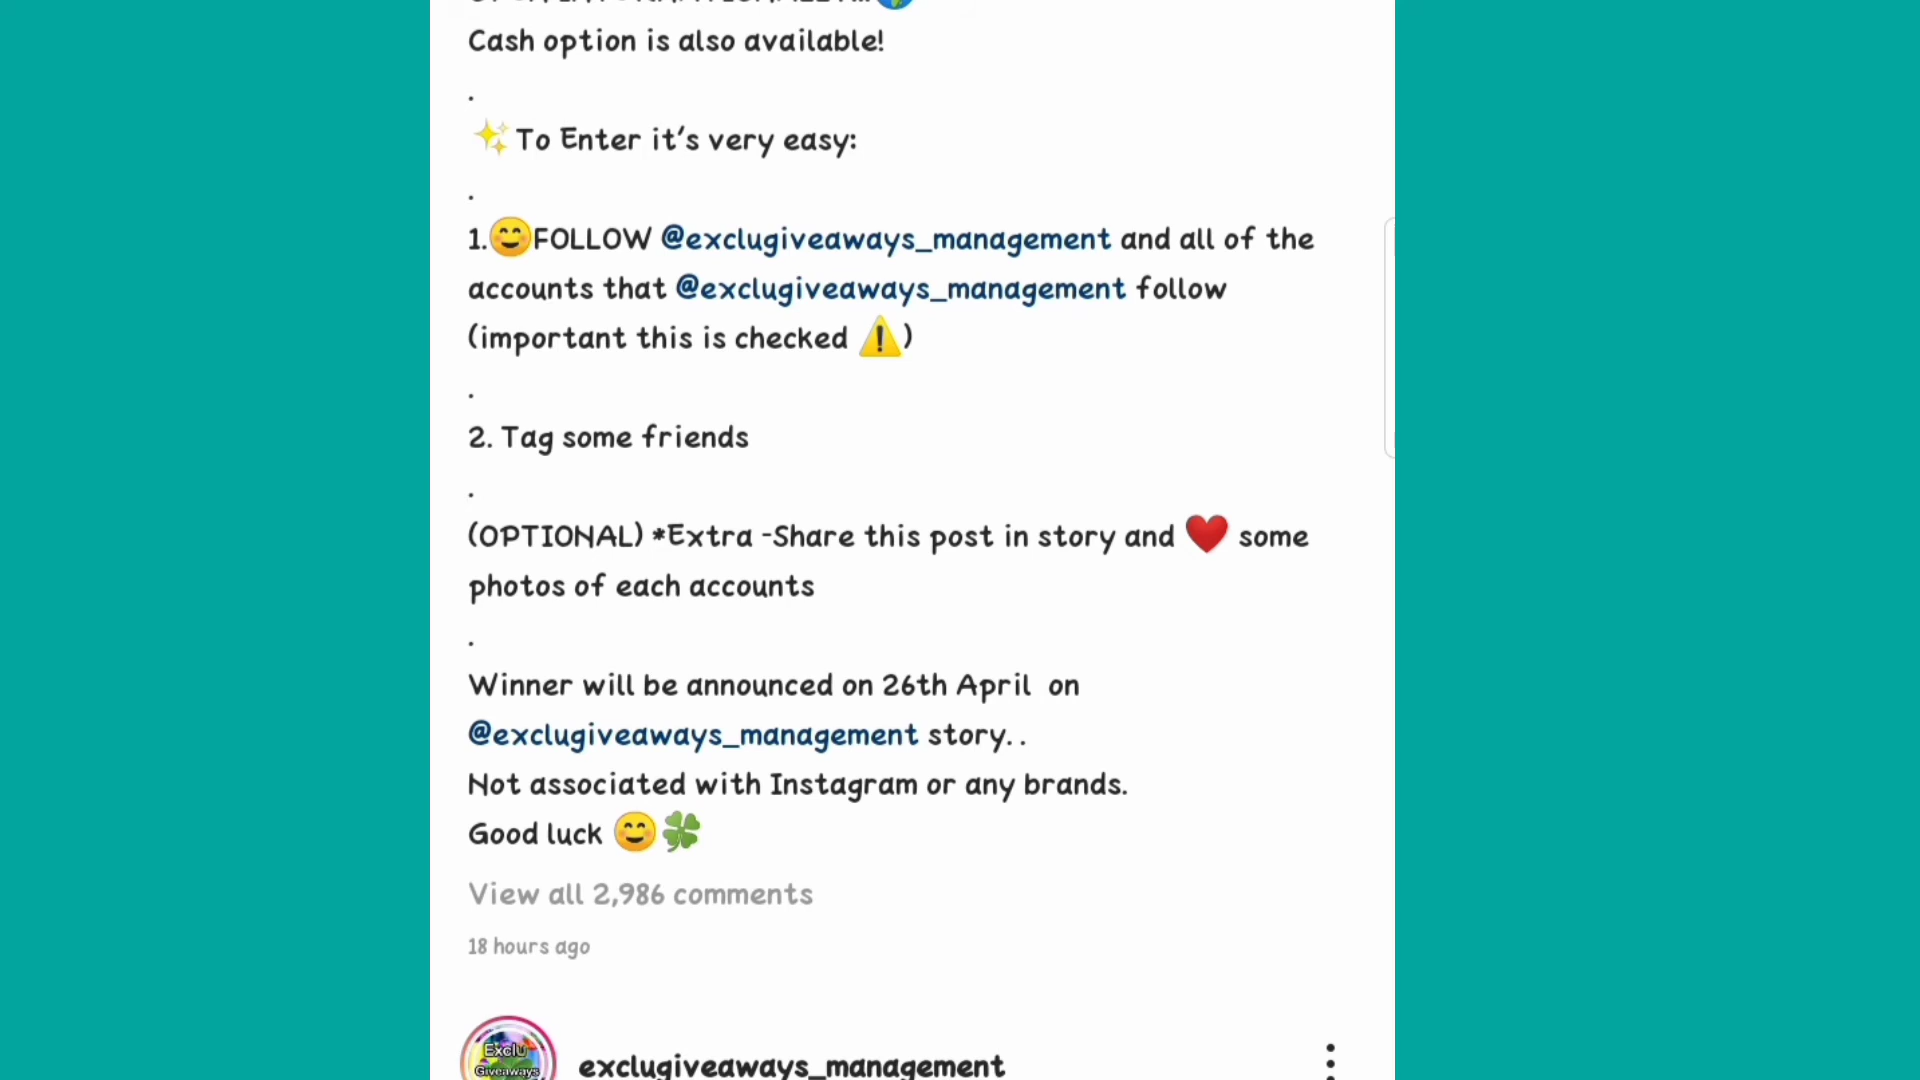 Cash option is also available!
.
✨To Enter it's very easy:
.
1.😊FOLLOW @exclugiveaways_management and all of the
accounts that @exclugiveaways_management follow
(important this is checked ⚠️)
.
2. Tag some friends
.
(OPTIONAL) *Extra -Share this post in story and ❤️ some
photos of each accounts
.
Winner will be announced on 26th April on
@exclugiveaways_management story. .
Not associated with Instagram or any brands.
Good luck 😊🍀
View all 2,986 comments
18 hours ago
Exclu
Giveaways
exclugiveaways_management